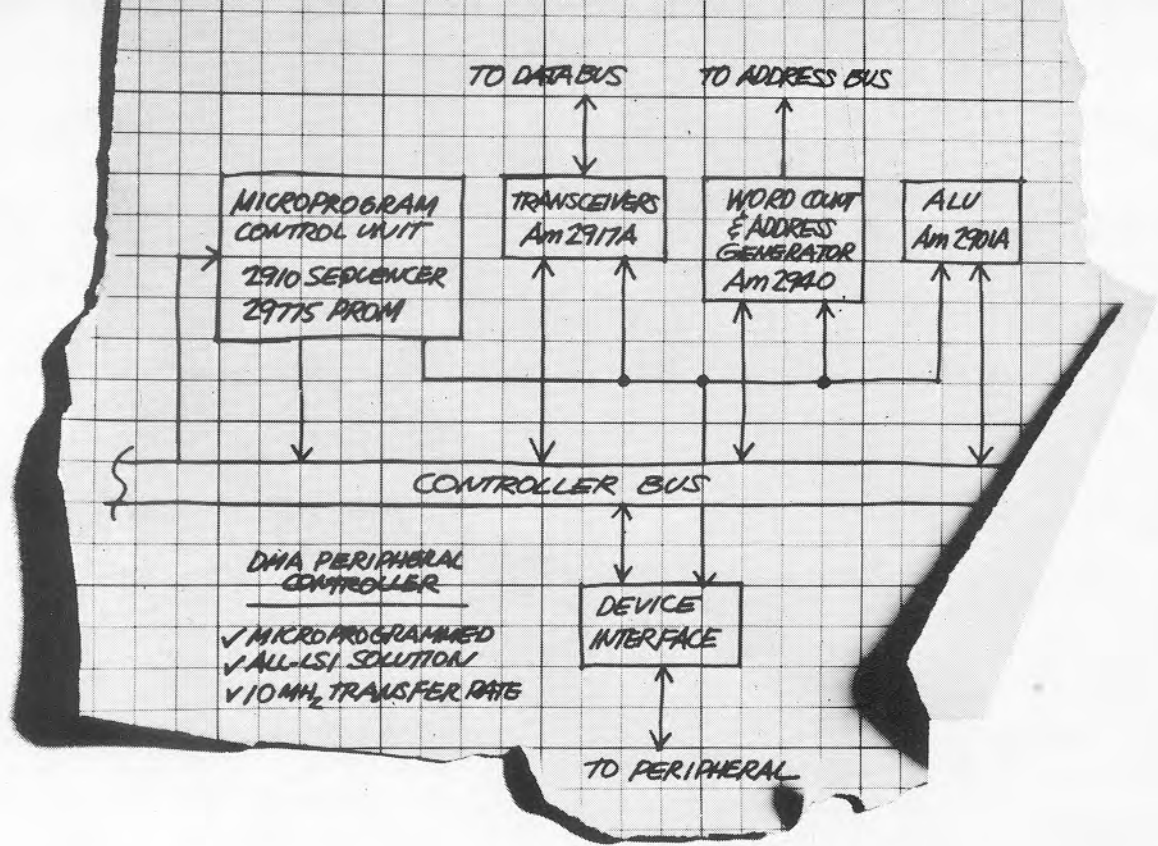 TO DATA BUS
TO ADDRESS BUS
MICROPROGRAM
CONTROL UNIT
2910 SEQUENCER
29775 PROM
TRANSCEIVERS
Am 2917A
WORD COUNT
& ADDRESS
GENERATOR
Am 2940
ALU
Am 2901A
CONTROLLER BUS
DMA PERIPHERAL
CONTROLLER
✓ MICROPROGRAMMED
✓ ALL-LSI SOLUTION
✓ 10 MHz TRANSFER RATE
DEVICE
INTERFACE
TO PERIPHERAL